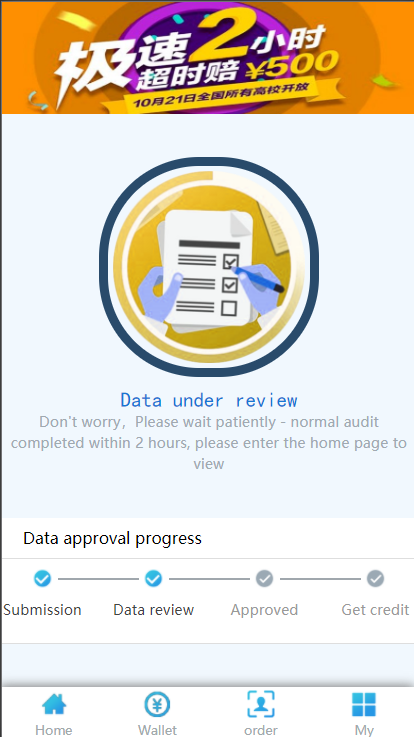 极速2小时
超时赔¥500
10月21日全国所有高校开放
Data under review
Don't worry，Please wait patiently - normal audit
completed within 2 hours, please enter the home page to
view
Data approval progress
Submission Data review Approved Get credit
Home Wallet order My